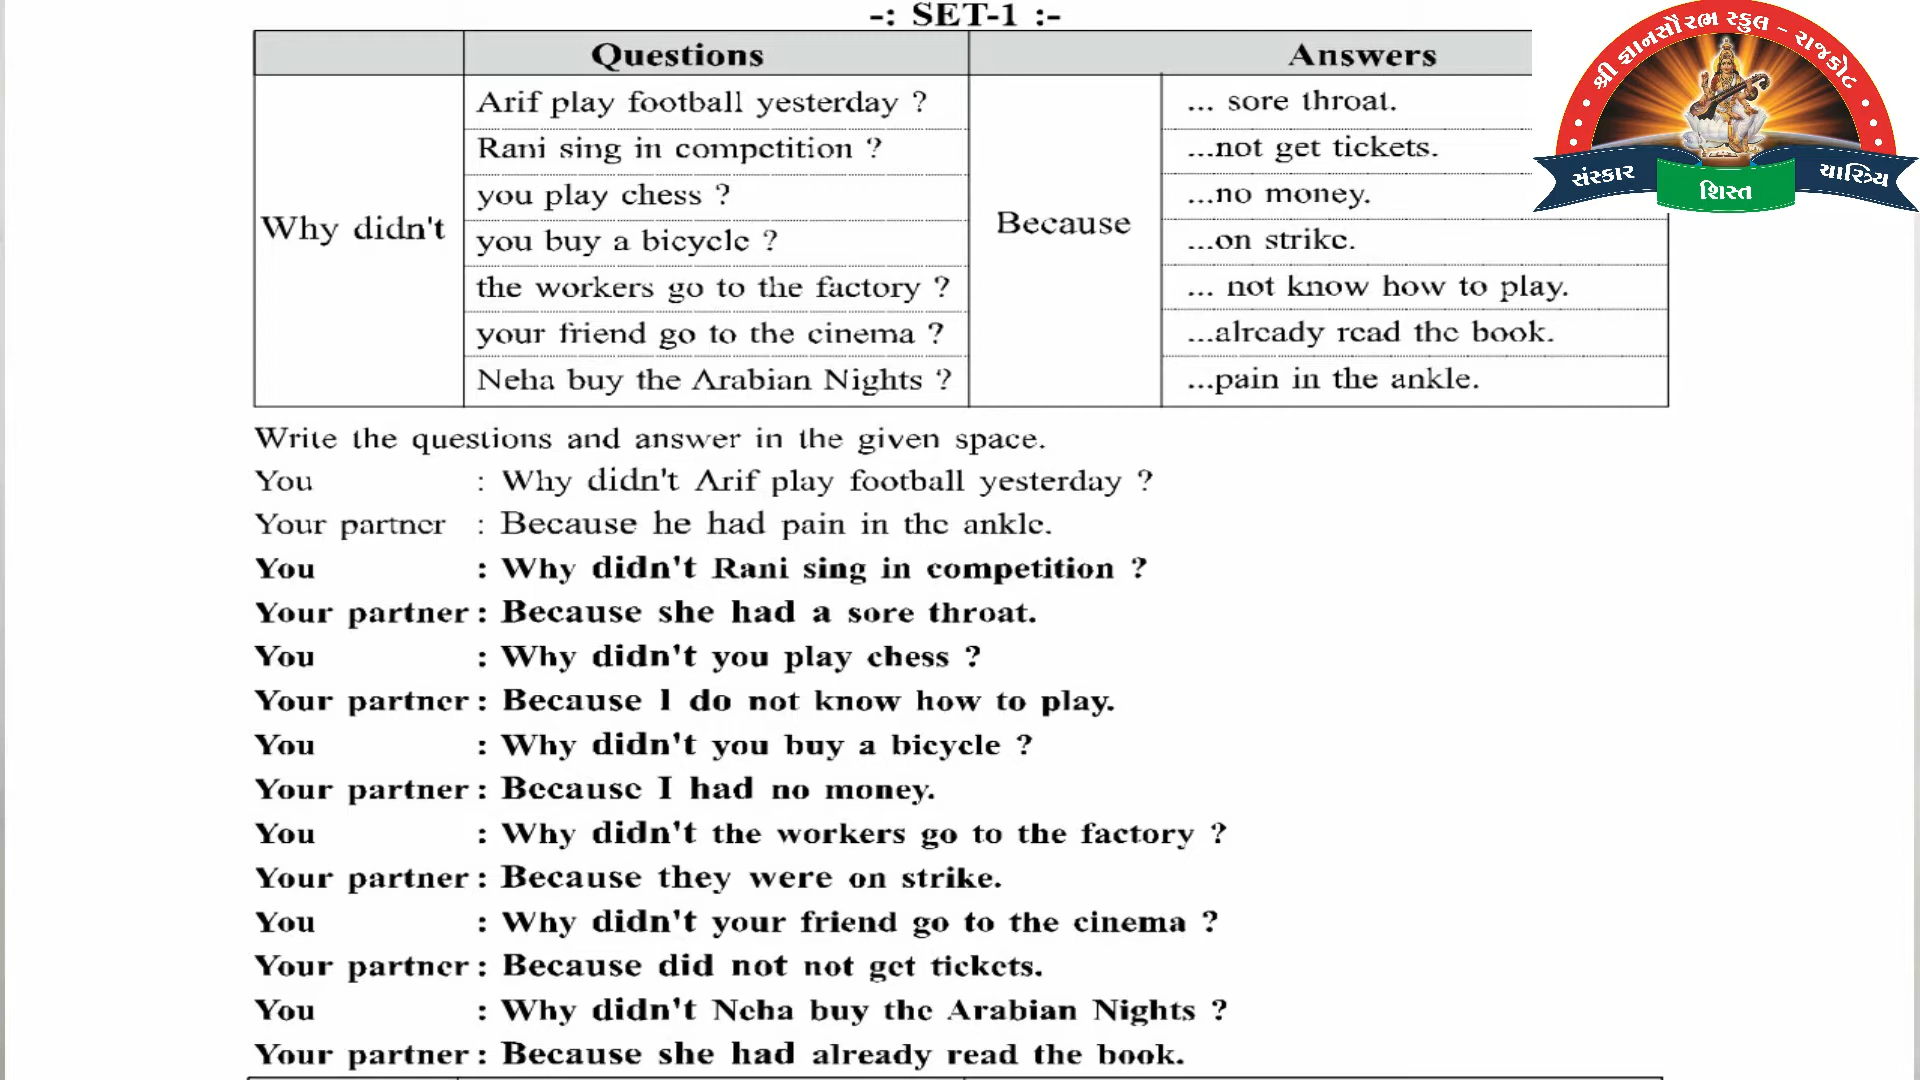 -: SET-1 :-
Questions Answers
Why didn't
Arif play football yesterday ?
Rani sing in competition ?
you play chess ?
you buy a bicycle ?
the workers go to the factory ?
your friend go to the cinema ?
Neha buy the Arabian Nights ?
Because
... sore throat.
...not get tickets.
...no money.
...on strike.
... not know how to play.
...already read the book.
...pain in the ankle.
શ્રી જ્ઞાનસૌરભ સ્કુલ - રાજકોટ
સંસ્કાર શિસ્ત ચારિત્ર્ય
Write the questions and answer in the given space.
You : Why didn't Arif play football yesterday ?
Your partner : Because he had pain in the ankle.
You : Why didn't Rani sing in competition ?
Your partner : Because she had a sore throat.
You : Why didn't you play chess ?
Your partner : Because I do not know how to play.
You : Why didn't you buy a bicycle ?
Your partner : Because I had no money.
You : Why didn't the workers go to the factory ?
Your partner : Because they were on strike.
You : Why didn't your friend go to the cinema ?
Your partner : Because did not not get tickets.
You : Why didn't Neha buy the Arabian Nights ?
Your partner : Because she had already read the book.